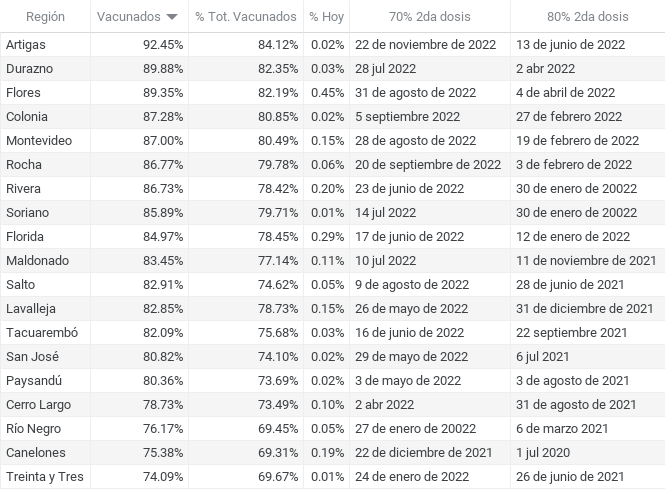 Región Vacunados % Tot. Vacunados % Hoy 70% 2da dosis 80% 2da dosis
Artigas 92.45% 84.12% 0.02% 22 de noviembre de 2022 13 de junio de 2022
Durazno 89.88% 82.35% 0.03% 28 jul 2022 2 abr 2022
Flores 89.35% 82.19% 0.45% 31 de agosto de 2022 4 de abril de 2022
Colonia 87.28% 80.85% 0.02% 5 septiembre 2022 27 de febrero 2022
Montevideo 87.00% 80.49% 0.15% 28 de agosto de 2022 19 de febrero 2022
Rocha 86.77% 79.78% 0.06% 20 de septiembre de 2022 3 de febrero de 2022
Rivera 86.73% 78.42% 0.20% 23 de junio de 2022 30 de enero de 20022
Soriano 85.89% 79.71% 0.01% 14 jul 2022 30 de enero de 20022
Florida 84.97% 78.45% 0.29% 17 de junio de 2022 12 de enero de 2022
Maldonado 83.45% 77.14% 0.11% 10 jul 2022 11 de noviembre de 2021
Salto 82.91% 74.62% 0.05% 9 de agosto de 2022 28 de junio de 2021
Lavalleja 82.85% 78.73% 0.15% 26 de mayo de 2022 31 de diciembre de 2021
Tacuarembó 82.09% 75.68% 0.03% 16 de junio de 2022 22 septiembre 2021
San José 80.82% 74.10% 0.02% 29 de mayo de 2022 6 jul 2021
Paysandú 80.36% 73.69% 0.02% 3 de mayo de 2022 3 de agosto de 2021
Cerro Largo 78.73% 73.49% 0.10% 2 abr 2022 31 de agosto de 2021
Río Negro 76.17% 69.45% 0.05% 27 de enero de 20022 6 de marzo 2021
Canelones 75.38% 69.31% 0.19% 22 de diciembre de 2021 1 jul 2020
Treinta y Tres 74.09% 69.67% 0.01% 24 de enero de 2022 26 de junio de 2021